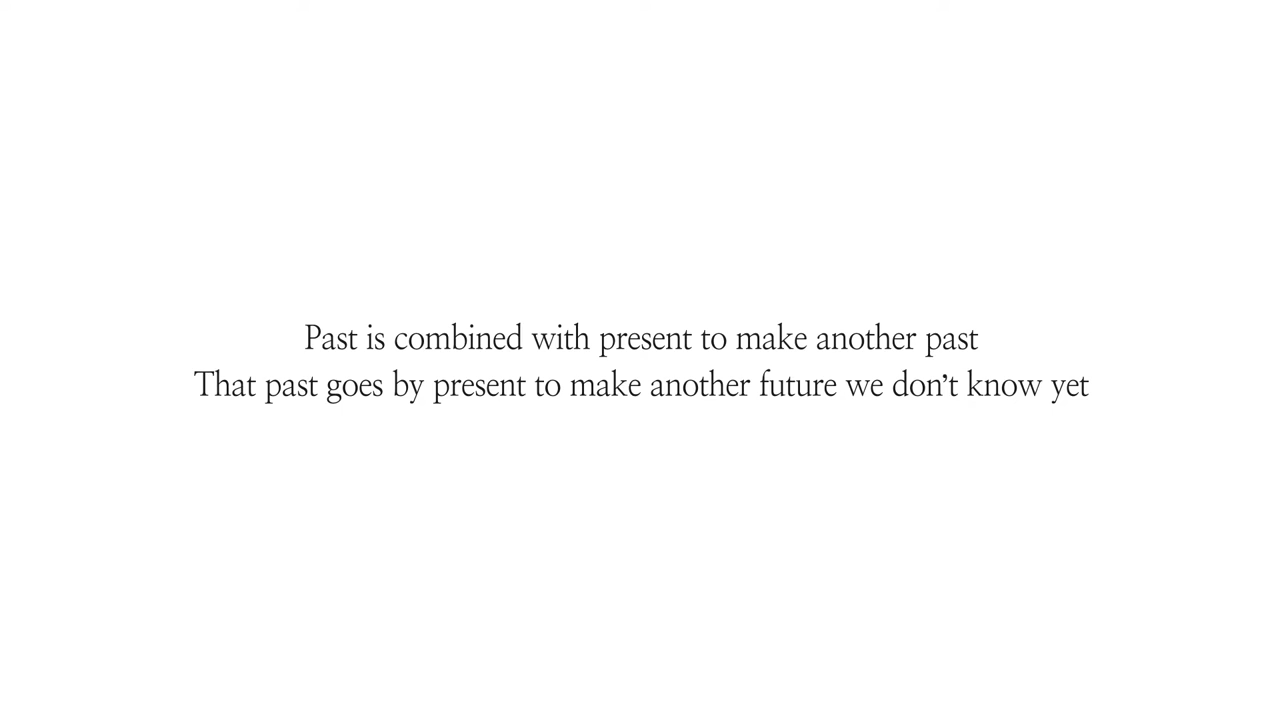 Past is combined with present to make another past
That past goes by present to make another future we don’t know yet